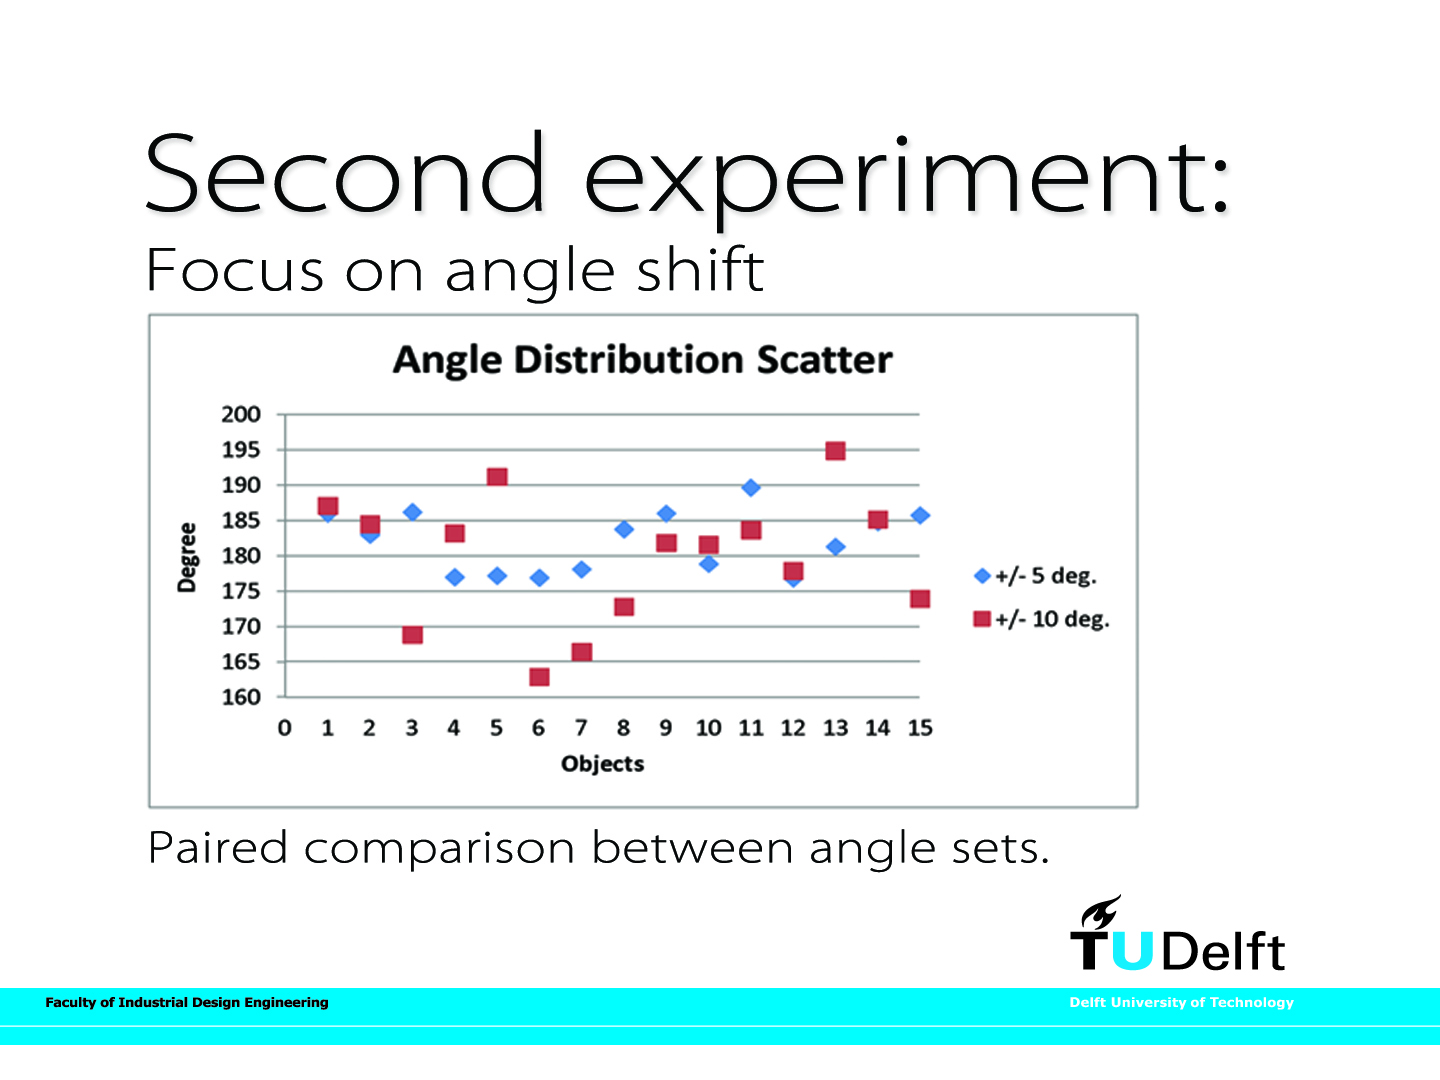 Second experiment:
Focus on angle shift
Angle Distribution Scatter
200
195
190
185
180
175
170
165
160
Degree
0 1 2 3 4 5 6 7 8 9 10 11 12 13 14 15
Objects
+/- 5 deg.
+/- 10 deg.
Paired comparison between angle sets.
TUDelft
Faculty of Industrial Design Engineering
Delft University of Technology